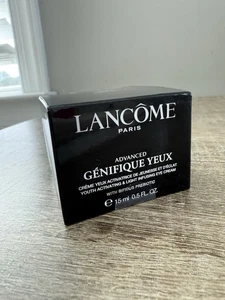 LANCÔME
PARIS
ADVANCED
GÉNIFIQUE YEUX
CRÈME YEUX ACTIVATRICE DE JEUNESSE ET D'ÉCLAT
YOUTH ACTIVATING & LIGHT INFUSING EYE CREAM
WITH BIFIDUS PREBIOTIC
℮ 15 ml 0.5 FL. OZ.